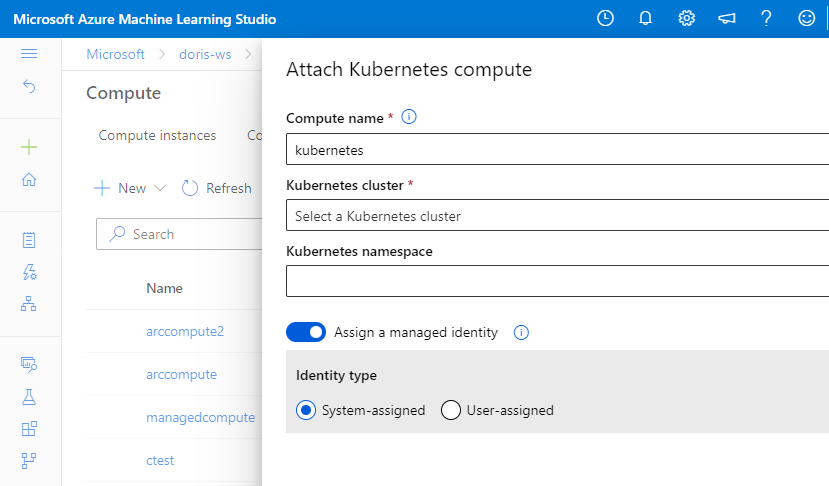 Microsoft Azure Machine Learning Studio
Microsoft > doris-ws >
Compute
Compute instances Co
New Refresh
Search
Name
arccompute2
arccompute
managedcompute
ctest
Attach Kubernetes compute
Compute name *
kubernetes
Kubernetes cluster *
Select a Kubernetes cluster
Kubernetes namespace
Assign a managed identity
Identity type
System-assigned User-assigned